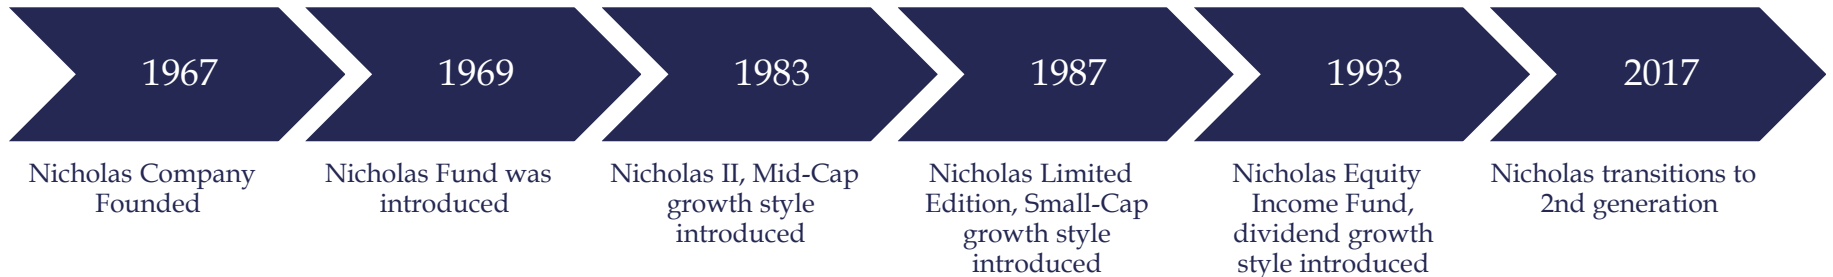 1967
1969
1983
1987
1993
2017
Nicholas Company
Founded
Nicholas Fund was
introduced
Nicholas II, Mid-Cap
growth style
introduced
Nicholas Limited
Edition, Small-Cap
growth style
introduced
Nicholas Equity
Income Fund,
dividend growth
style introduced
Nicholas transitions to
2nd generation